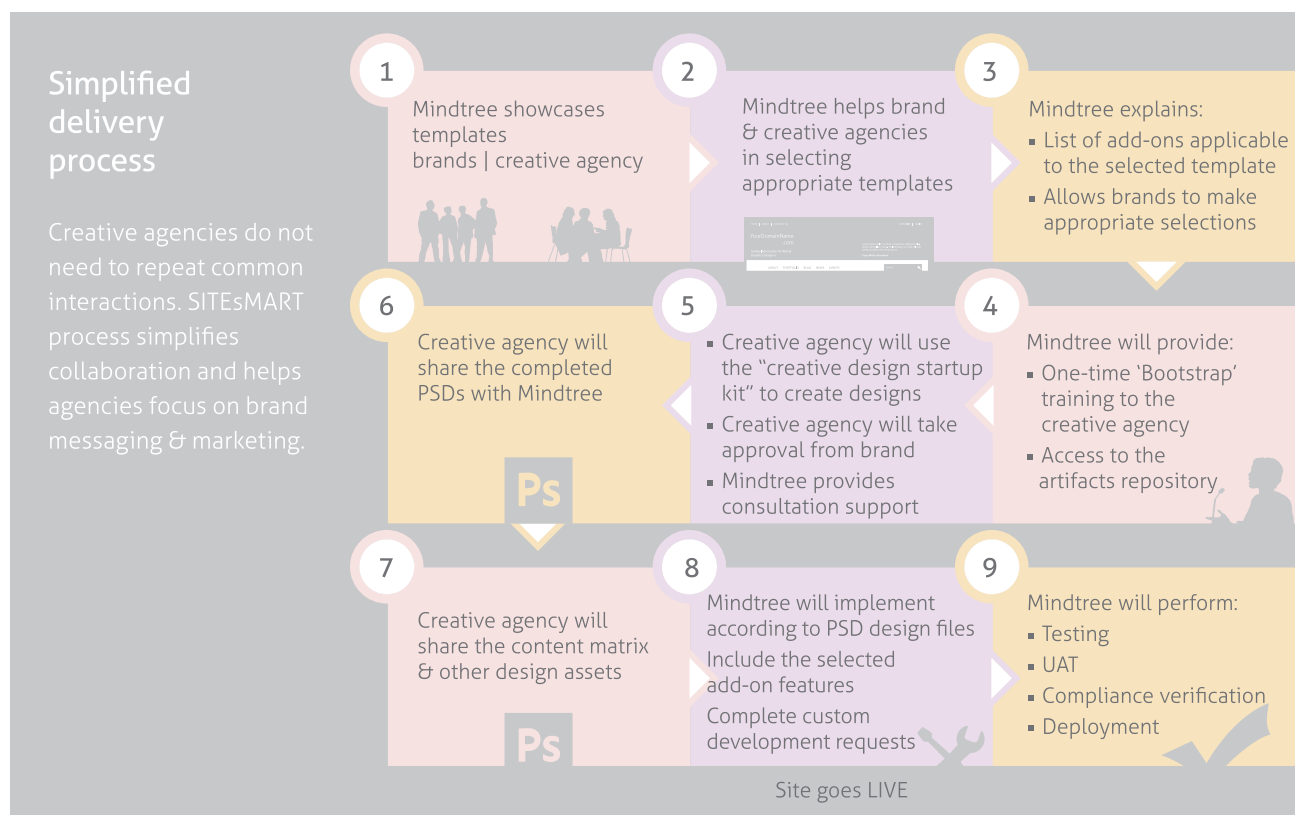 Simplified
delivery
process
Creative agencies do not
need to repeat common
interactions. SITEsMART
process simplifies
collaboration and helps
agencies focus on brand
messaging & marketing.
1
Mindtree showcases
templates
brands | creative agency
2
Mindtree helps brand
& creative agencies
in selecting
appropriate templates
YourDomainName
.com
3
Mindtree explains:
▪ List of add-ons applicable
to the selected template
▪ Allows brands to make
appropriate selections
4
Mindtree will provide:
▪ One-time ‘Bootstrap’
training to the
creative agency
▪ Access to the
artifacts repository
5
▪ Creative agency will use
the “creative design startup
kit” to create designs
▪ Creative agency will take
approval from brand
▪ Mindtree provides
consultation support
6
Creative agency will
share the completed
PSDs with Mindtree
Ps
7
Creative agency will
share the content matrix
& other design assets
Ps
8
Mindtree will implement
according to PSD design files
Include the selected
add-on features
Complete custom
development requests
9
Mindtree will perform:
▪ Testing
▪ UAT
▪ Compliance verification
▪ Deployment
Site goes LIVE